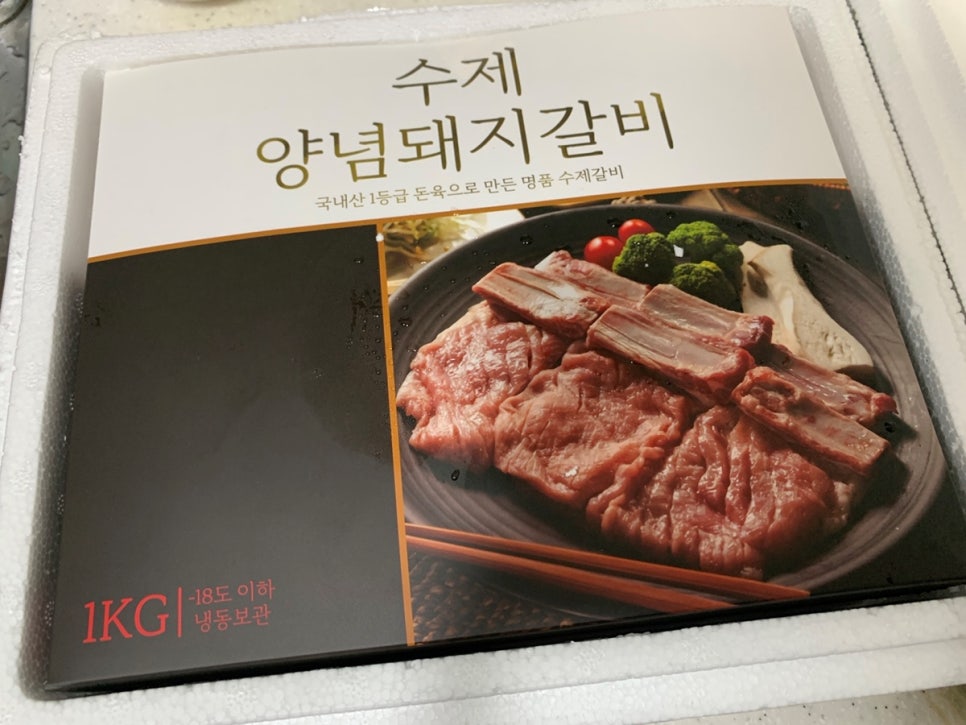 수제
양념돼지갈비
국내산 1등급 돈육으로 만든 명품 수제갈비
1KG
-18도 이하
냉동보관